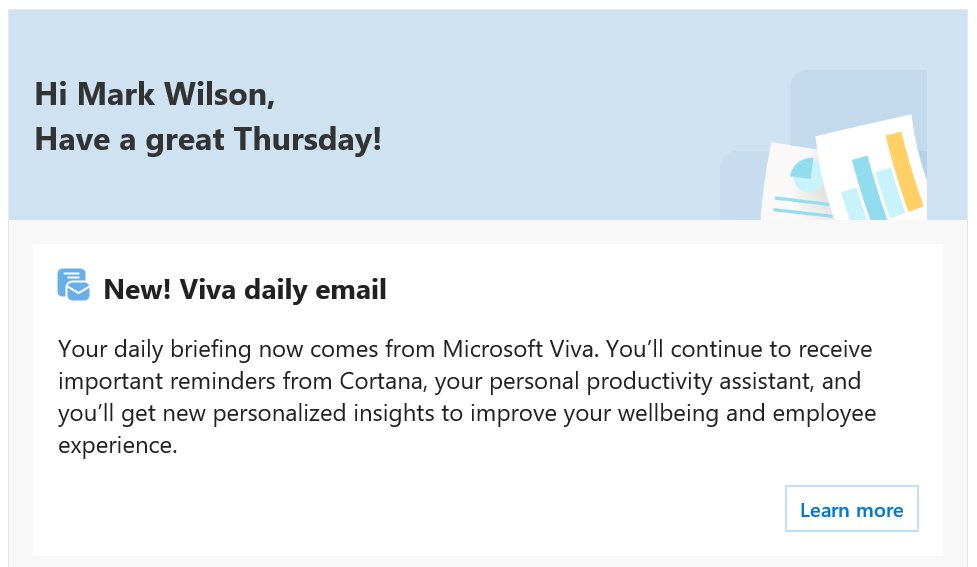 Hi Mark Wilson,
Have a great Thursday!
New! Viva daily email
Your daily briefing now comes from Microsoft Viva. You’ll continue to receive
important reminders from Cortana, your personal productivity assistant, and
you’ll get new personalized insights to improve your wellbeing and employee
experience.
Learn more